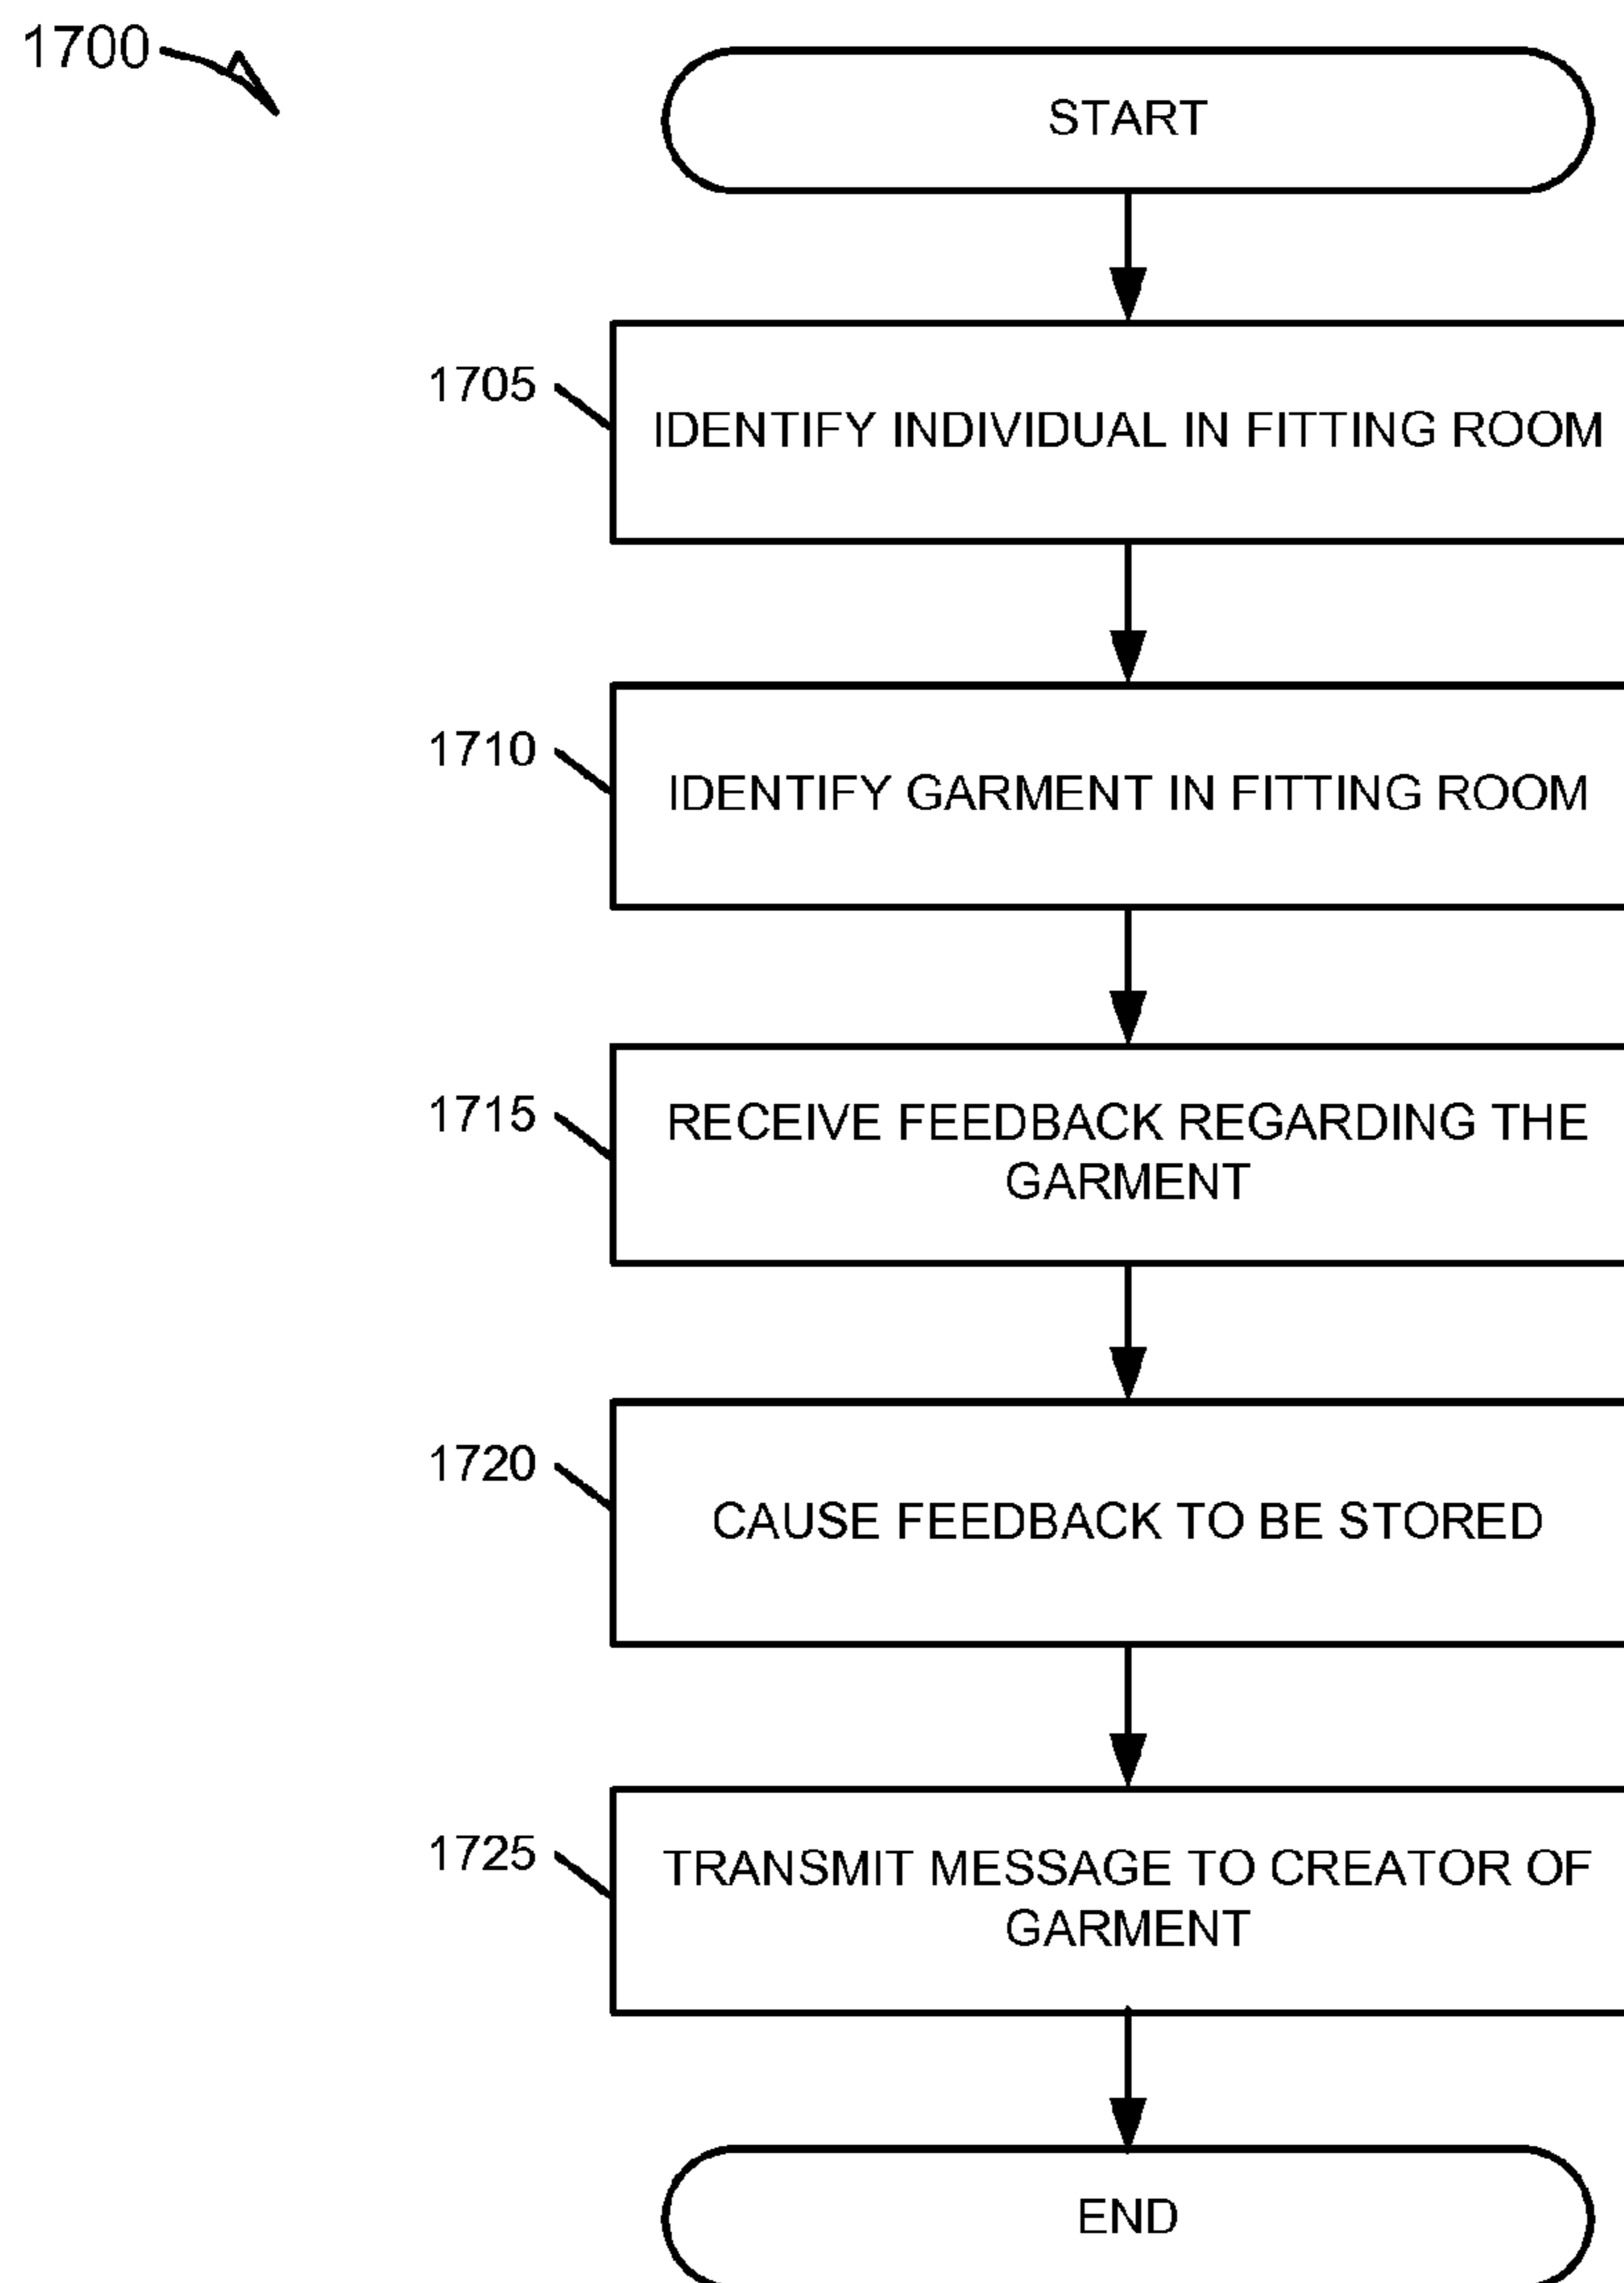 1700
START
1705
IDENTIFY INDIVIDUAL IN FITTING ROOM
1710
IDENTIFY GARMENT IN FITTING ROOM
1715
RECEIVE FEEDBACK REGARDING THE
GARMENT
1720
CAUSE FEEDBACK TO BE STORED
1725
TRANSMIT MESSAGE TO CREATOR OF
GARMENT
END